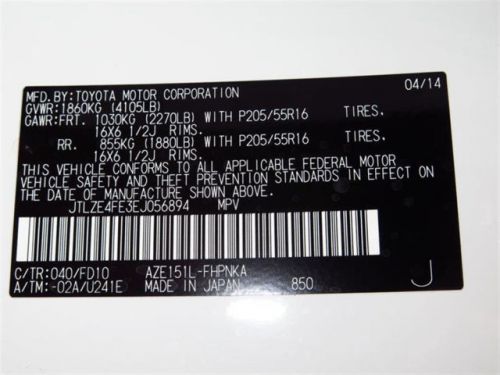 MFD.BY:TOYOTA MOTOR CORPORATION 04/14
GVWR:1860KG (4105LB)
GAWR:FRT. 1030KG (2270LB) WITH P205/55R16 TIRES.
16X6 1/2J RIMS.
RR. 855KG (1880LB) WITH P205/55R16 TIRES.
16X6 1/2J RIMS.
THIS VEHICLE CONFORMS TO ALL APPLICABLE FEDERAL MOTOR
VEHICLE SAFETY AND THEFT PREVENTION STANDARDS IN EFFECT ON
THE DATE OF MANUFACTURE SHOWN ABOVE.
JTLZE4FE3EJ056894 MPV
C/TR:040/FD10 AZE151L-FHPNKA
A/TM:-02A/U241E MADE IN JAPAN 850 J